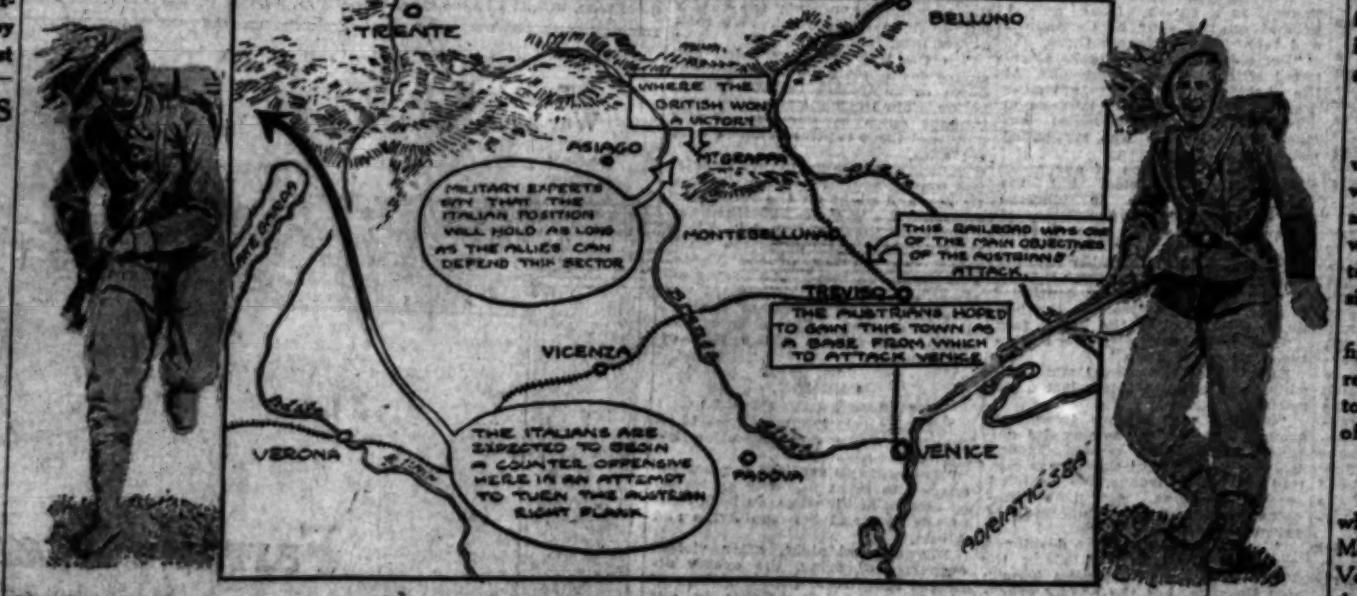 TRENTE
BELLUNO
WHERE THE
BRITISH WON
A VICTORY
ASIAGO
MT GRAPPA
MILITARY EXPERTS
SAY THAT THE
ITALIAN POSITION
WILL HOLD AS LONG
AS THE ALLIES CAN
DEFEND THIS SECTOR
MONTEBELLUNA
THIS RAILROAD WAS ONE
OF THE MAIN OBJECTIVES
OF THE AUSTRIANS'
ATTACK.
TREVISO
THE AUSTRIANS HOPED
TO GAIN THIS TOWN AS
A BASE FROM WHICH
TO ATTACK VENICE
VICENZA
THE ITALIANS ARE
EXPECTED TO BEGIN
A COUNTER OFFENSIVE
HERE IN AN ATTEMPT
TO TURN THE AUSTRIAN
RIGHT FLANK
VERONA
PADOVA
VENICE
ADRIATIC SEA